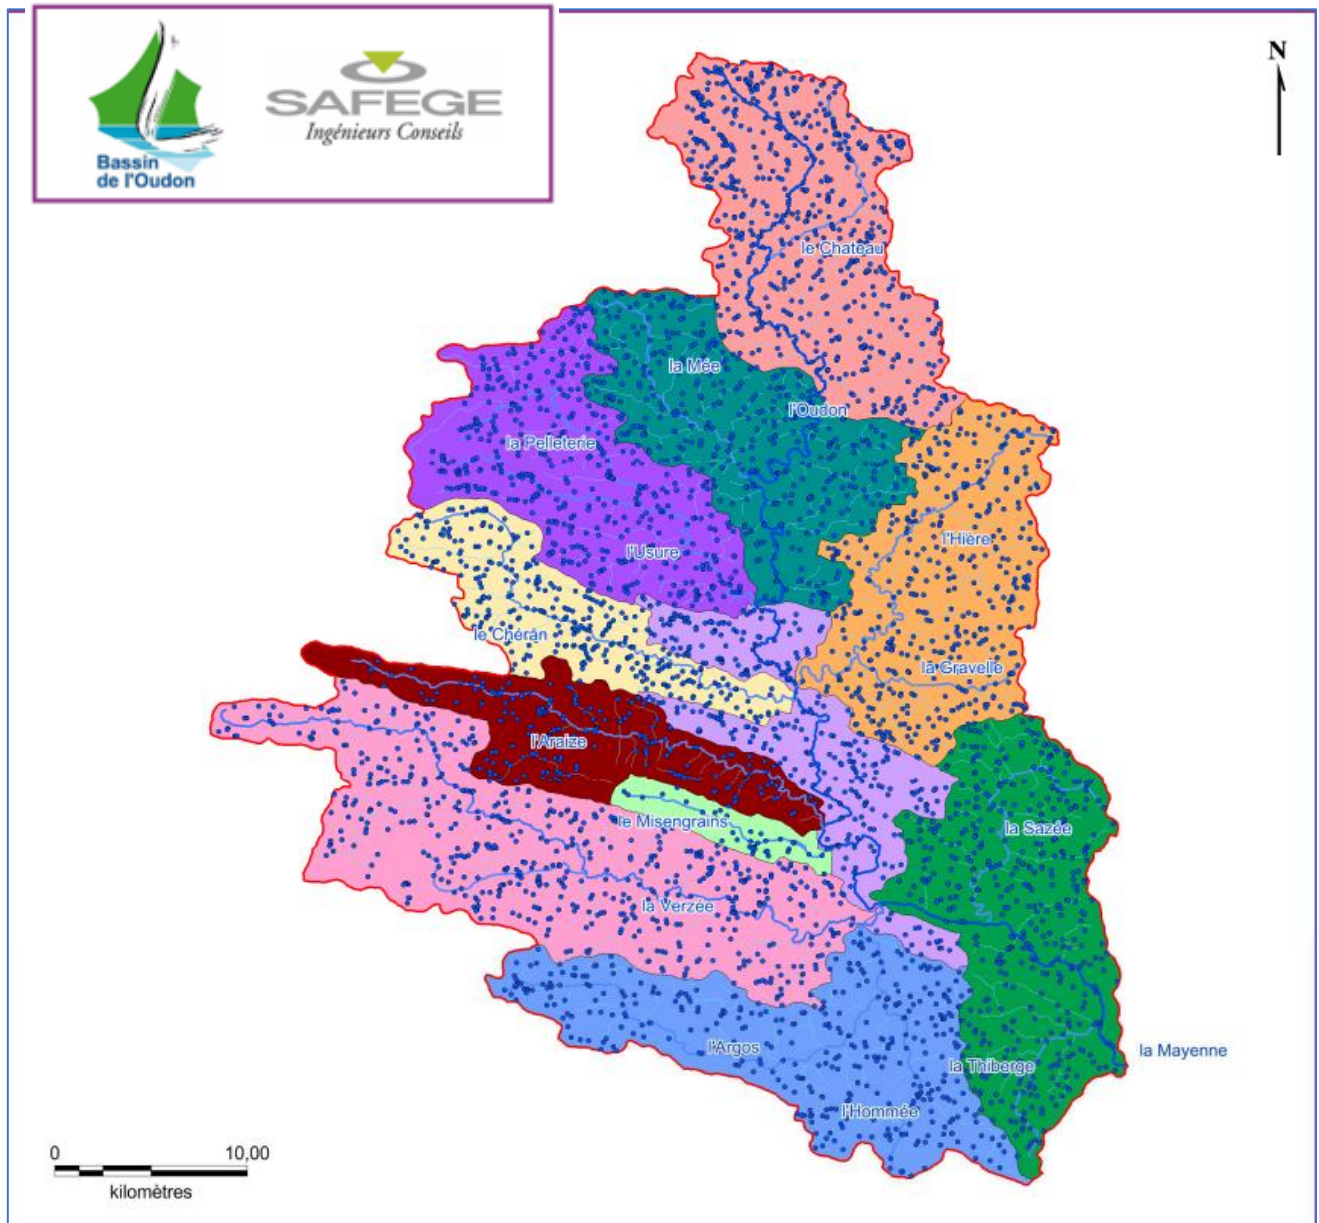 Bassin
de l'Oudon
SAFEGE
Ingénieurs Conseils
N
le Chateau
la Mée
l'Oudon
la Pelleterie
l'Hière
l'Usure
le Chéran
la Gravelle
l'Araize
le Misengrains
la Sazée
la Verzée
l'Argos
la Mayenne
la Thiberge
l'Hommée
0 10,00
kilomètres